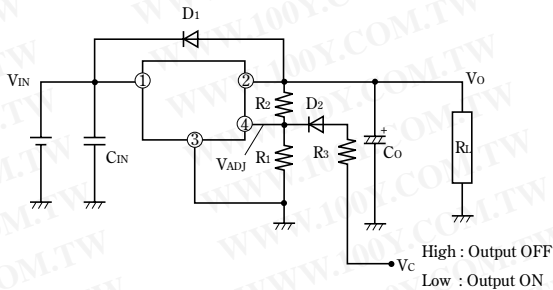 D1
VIN
1
2
VO
R2
D2
4
3
CIN
VADJ
R1
R3
+
CO
RL
VC
High : Output OFF
Low : Output ON
WWW.100Y.COM.TW